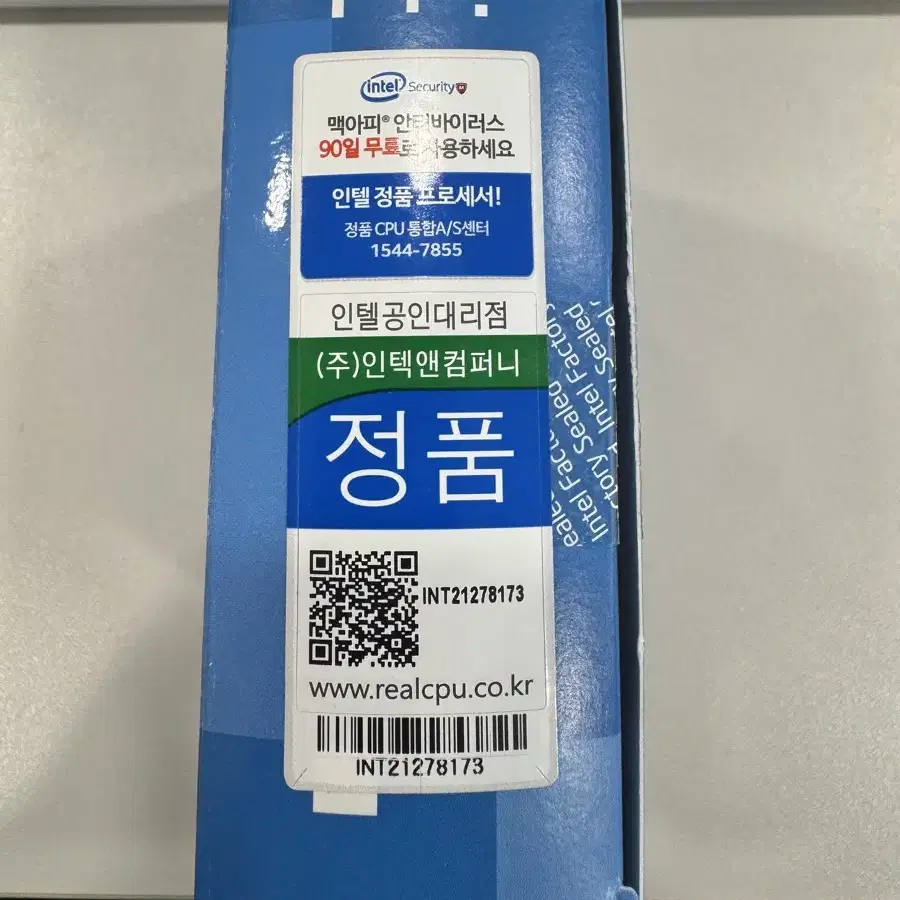 intel Security
맥아피® 안티바이러스
90일 무료로 사용하세요
인텔 정품 프로세서!
정품 CPU 통합A/S센터
1544-7855
인텔공인대리점
(주)인텍앤컴퍼니
정품
INT21278173
www.realcpu.co.kr
INT21278173
Intel Factory Sealed
Intel Factory Sealed